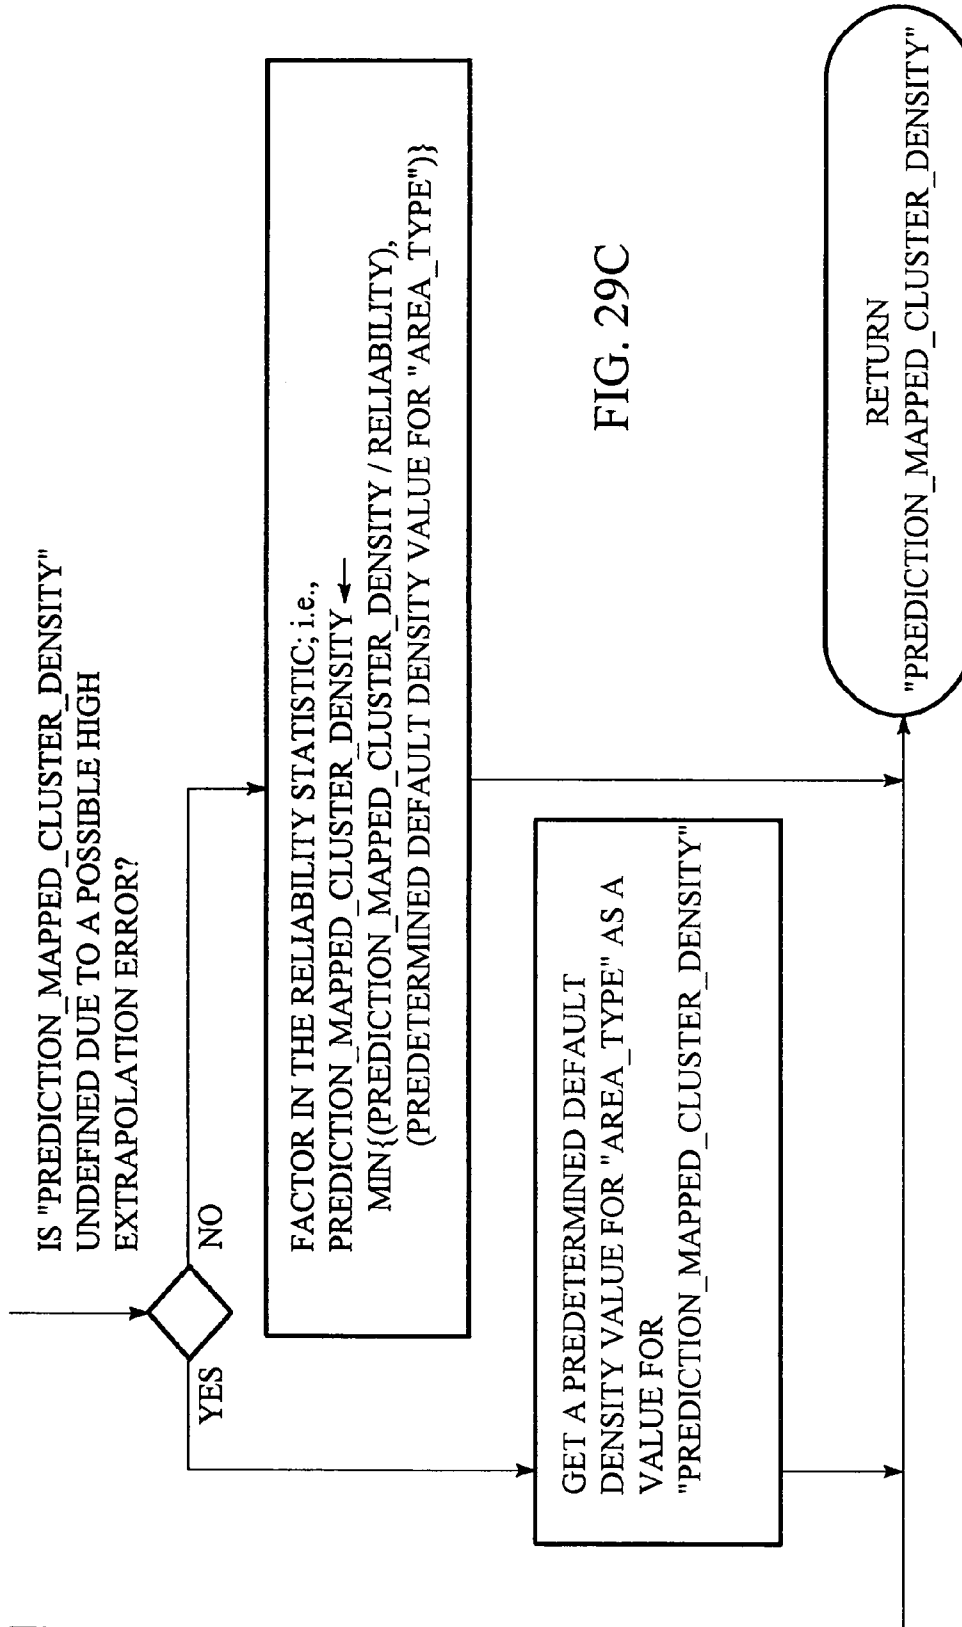 IS "PREDICTION_MAPPED_CLUSTER_DENSITY"
UNDEFINED DUE TO A POSSIBLE HIGH
EXTRAPOLATION ERROR?
YES
NO
FACTOR IN THE RELIABILITY STATISTIC; i.e.,
PREDICTION_MAPPED_CLUSTER_DENSITY ←
MIN{(PREDICTION_MAPPED_CLUSTER_DENSITY / RELIABILITY),
(PREDETERMINED DEFAULT DENSITY VALUE FOR "AREA_TYPE")}
GET A PREDETERMINED DEFAULT
DENSITY VALUE FOR "AREA_TYPE" AS A
VALUE FOR
"PREDICTION_MAPPED_CLUSTER_DENSITY"
FIG. 29C
RETURN
"PREDICTION_MAPPED_CLUSTER_DENSITY"